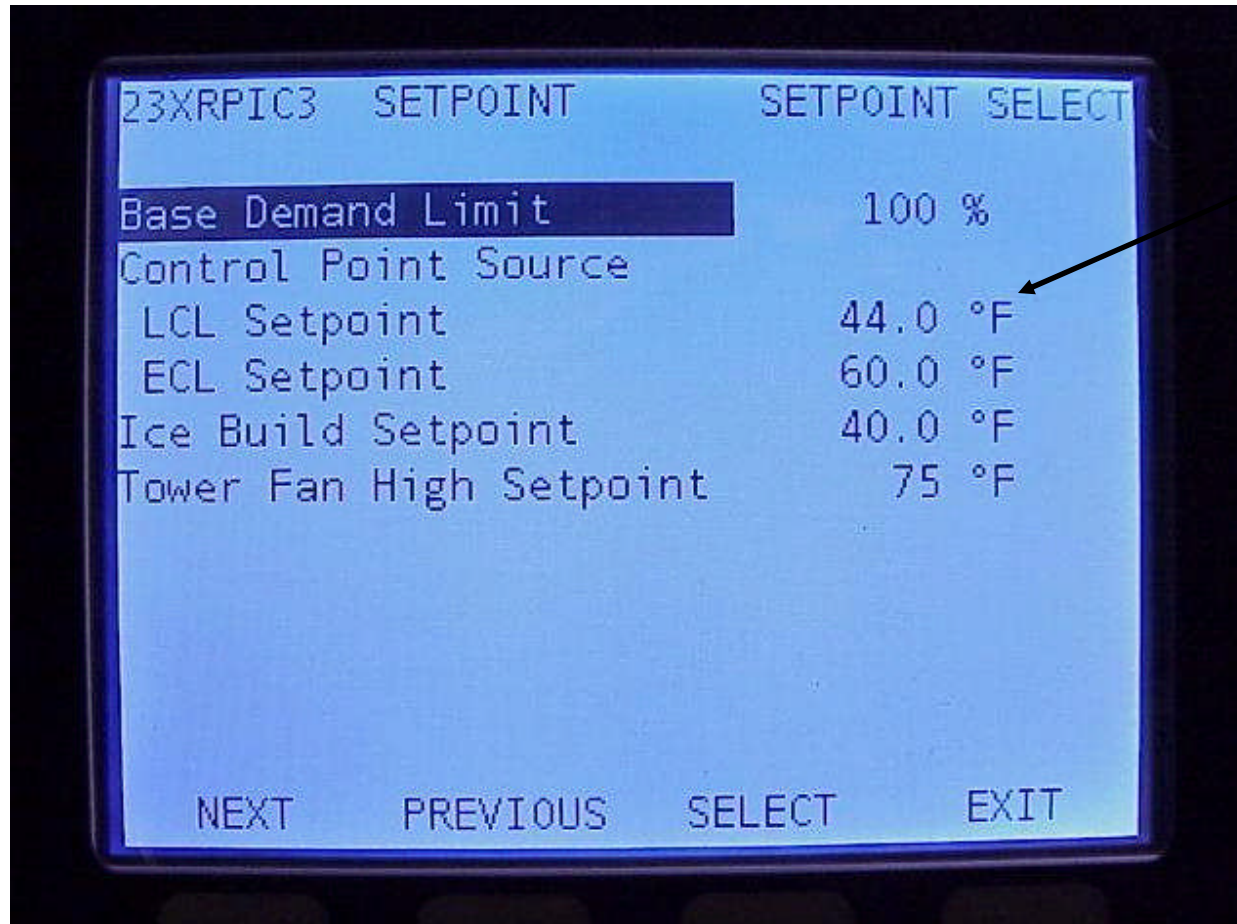 23XRPIC3 SETPOINT SETPOINT SELECT
Base Demand Limit 100 %
Control Point Source
LCL Setpoint 44.0 °F
ECL Setpoint 60.0 °F
Ice Build Setpoint 40.0 °F
Tower Fan High Setpoint 75 °F
NEXT PREVIOUS SELECT EXIT